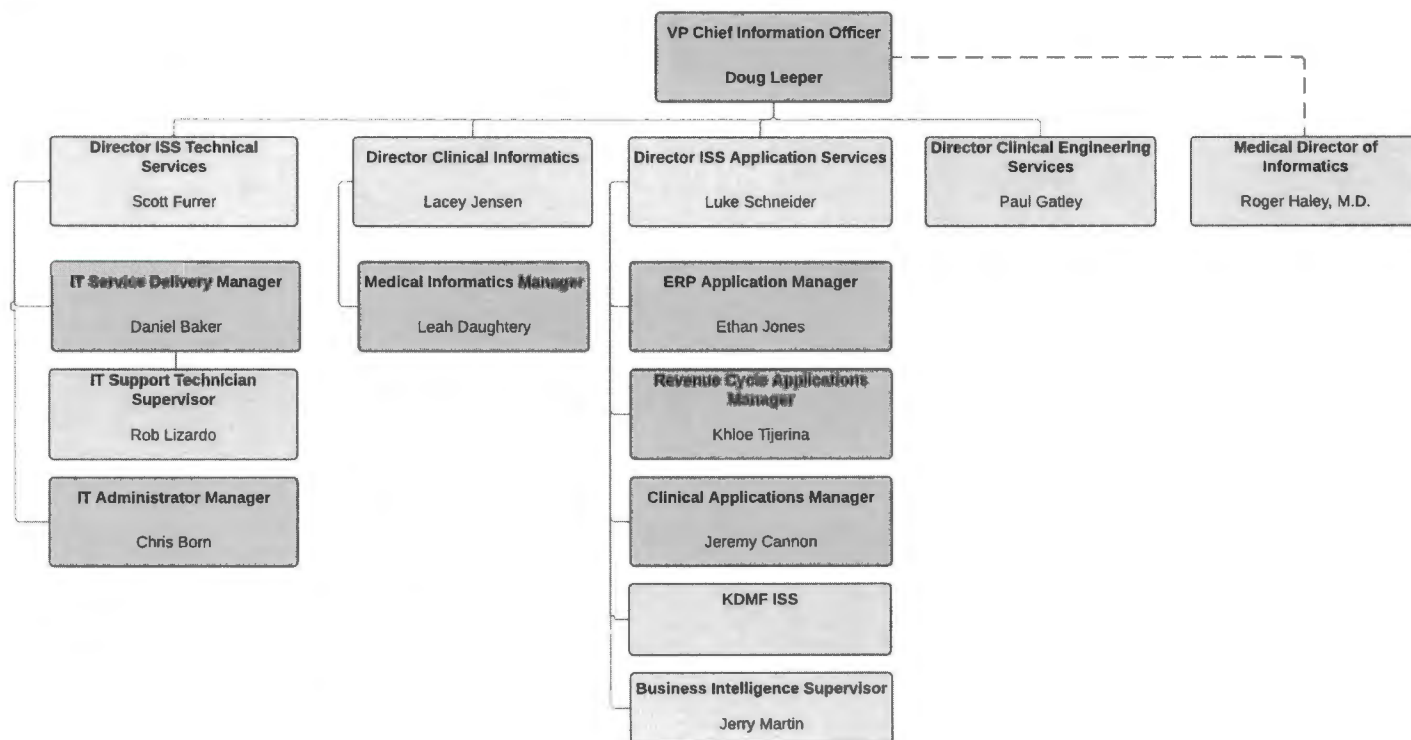 VP Chief Information Officer
Doug Leeper
Director ISS Technical
Services
Scott Furrer
Director Clinical Informatics
Lacey Jensen
Director ISS Application Services
Luke Schneider
Director Clinical Engineering
Services
Paul Gatley
Medical Director of
Informatics
Roger Haley, M.D.
IT Service Delivery Manager
Daniel Baker
Medical Informatics Manager
Leah Daughtery
ERP Application Manager
Ethan Jones
IT Support Technician
Supervisor
Rob Lizardo
Revenue Cycle Applications
Manager
Khloe Tijerina
IT Administrator Manager
Chris Born
Clinical Applications Manager
Jeremy Cannon
KDMF ISS
Business Intelligence Supervisor
Jerry Martin